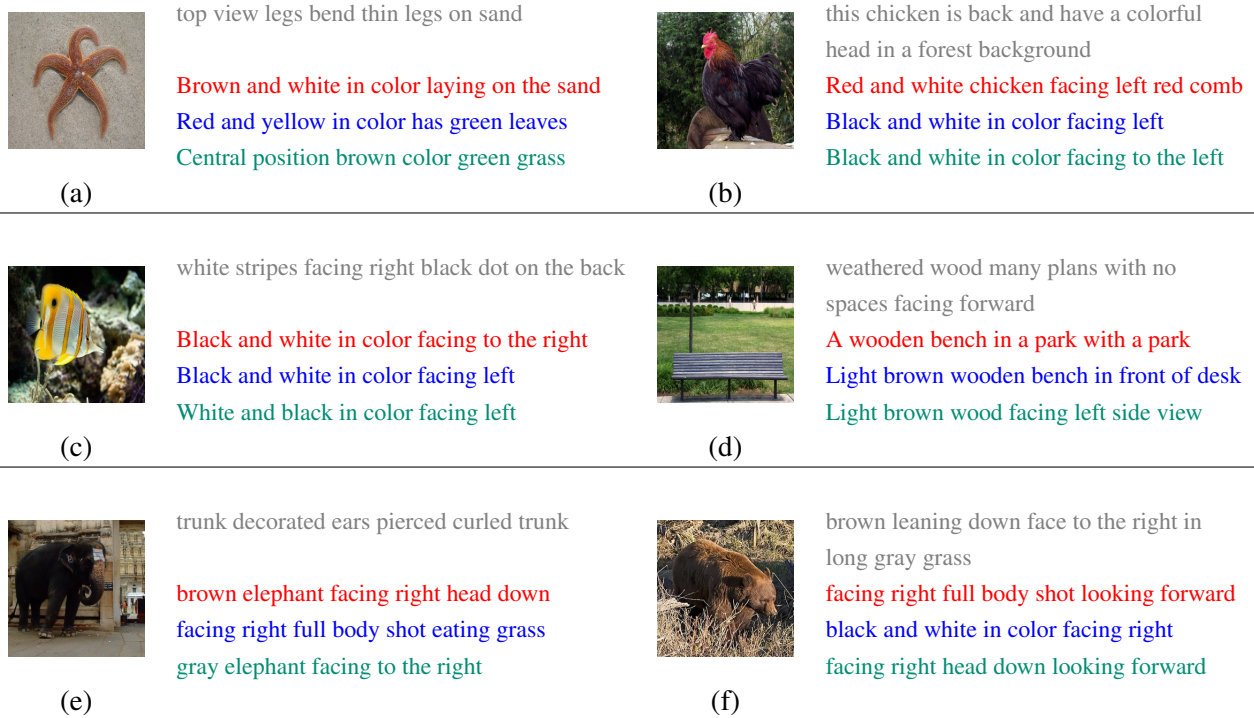 top view legs bend thin legs on sand
Brown and white in color laying on the sand
Red and yellow in color has green leaves
Central position brown color green grass
(a)
this chicken is back and have a colorful
head in a forest background
Red and white chicken facing left red comb
Black and white in color facing left
Black and white in color facing to the left
(b)
white stripes facing right black dot on the back
Black and white in color facing to the right
Black and white in color facing left
White and black in color facing left
(c)
weathered wood many plans with no
spaces facing forward
A wooden bench in a park with a park
Light brown wooden bench in front of desk
Light brown wood facing left side view
(d)
trunk decorated ears pierced curled trunk
brown elephant facing right head down
facing right full body shot eating grass
gray elephant facing to the right
(e)
brown leaning down face to the right in
long gray grass
facing right full body shot looking forward
black and white in color facing right
facing right head down looking forward
(f)